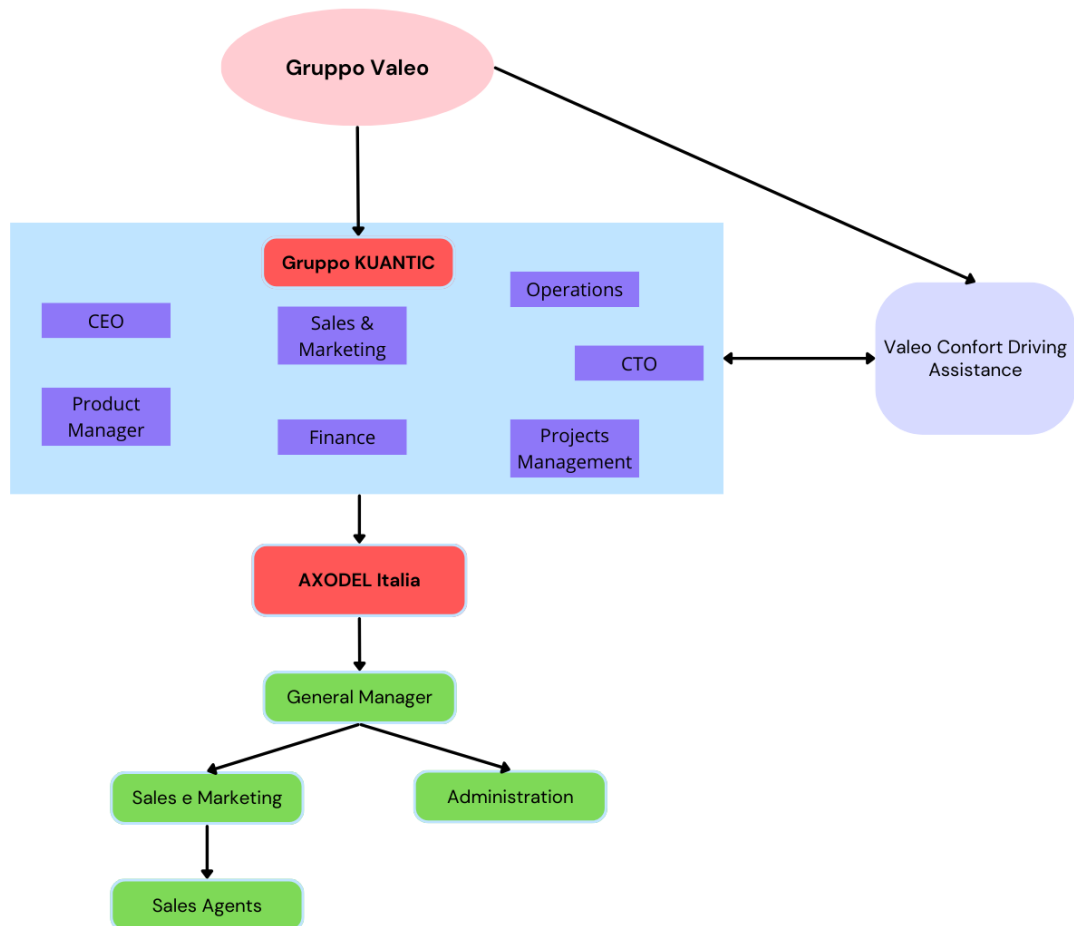 Gruppo Valeo
Gruppo KUANTIC
Operations
CEO
Sales &
Marketing
CTO
Product
Manager
Finance
Projects
Management
Valeo Confort Driving
Assistance
AXODEL Italia
General Manager
Sales e Marketing
Administration
Sales Agents